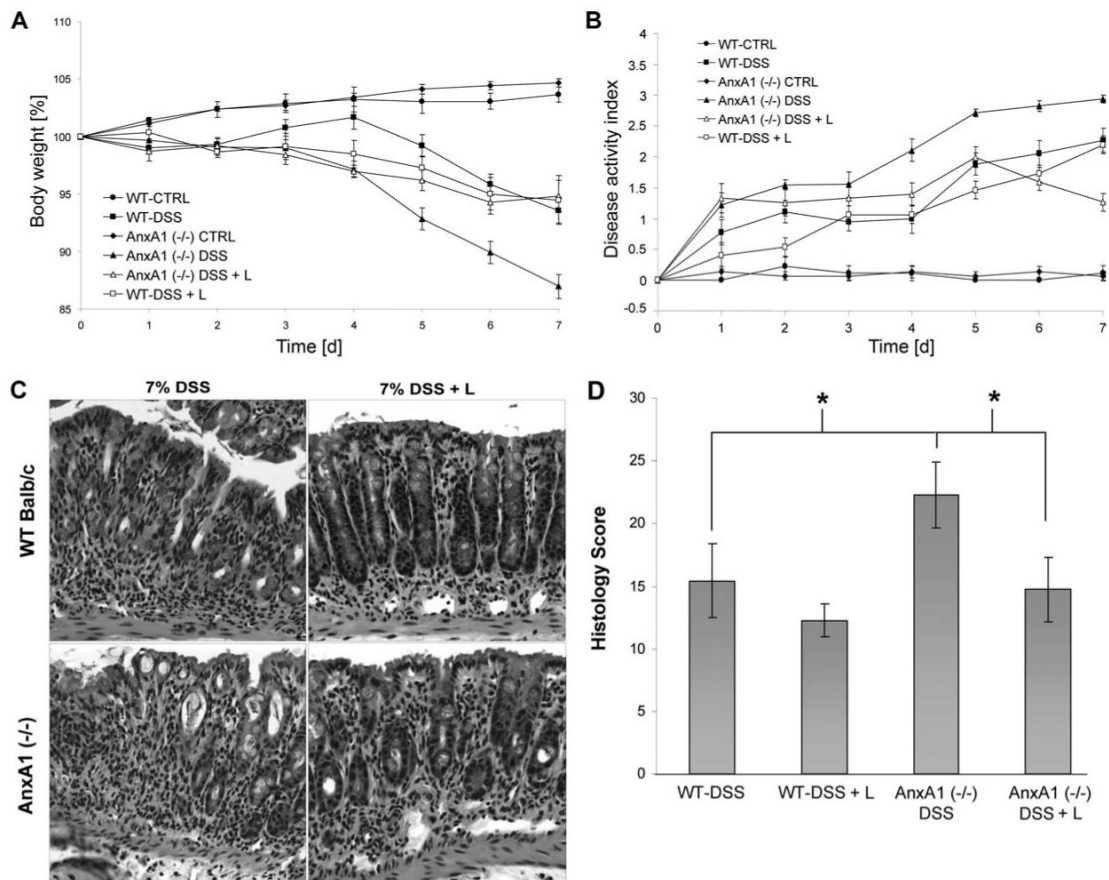 A
110
105
100
95
90
85
Body weight [%]
WT-CTRL
WT-DSS
AnxA1 (-/-) CTRL
AnxA1 (-/-) DSS
AnxA1 (-/-) DSS + L
WT-DSS + L
0 1 2 3 4 5 6 7
Time [d]
B
4
3.5
3
2.5
2
1.5
1
0.5
0
-0.5
Disease activity index
WT-CTRL
WT-DSS
AnxA1 (-/-) CTRL
AnxA1 (-/-) DSS
AnxA1 (-/-) DSS + L
WT-DSS + L
0 1 2 3 4 5 6 7
Time [d]
C
7% DSS 7% DSS + L
WT Balb/c
AnxA1 (-/-)
D
30
25
20
15
10
5
0
Histology Score
* *
WT-DSS WT-DSS + L AnxA1 (-/-) AnxA1 (-/-)
DSS DSS + L